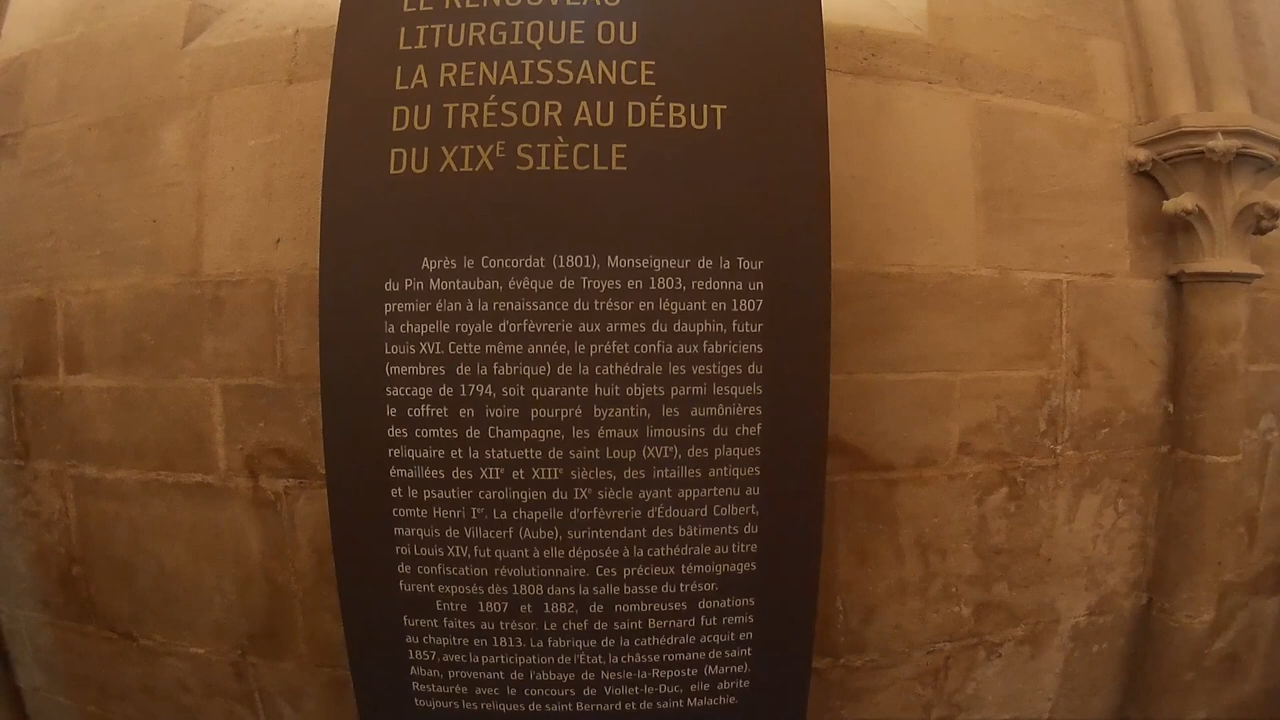 LE RENOUVEAU
LITURGIQUE OU
LA RENAISSANCE
DU TRÉSOR AU DÉBUT
DU XIXE SIÈCLE
Après le Concordat (1801), Monseigneur de la Tour
du Pin Montauban, évêque de Troyes en 1803, redonna un
premier élan à la renaissance du trésor en léguant en 1807
la chapelle royale d'orfèvrerie aux armes du dauphin, futur
Louis XVI. Cette même année, le préfet confia aux fabriciens
(membres de la fabrique) de la cathédrale les vestiges du
saccage de 1794, soit quarante huit objets parmi lesquels
le coffret en ivoire pourpré byzantin, les aumônières
des comtes de Champagne, les émaux limousins du chef
reliquaire et la statuette de saint Loup (XVIe), des plaques
émaillées des XIIe et XIIIe siècles, des intailles antiques
et le psautier carolingien du IXe siècle ayant appartenu au
comte Henri Ier. La chapelle d'orfèvrerie d'Édouard Colbert,
marquis de Villacerf (Aube), surintendant des bâtiments du
roi Louis XIV, fut quant à elle déposée à la cathédrale au titre
de confiscation révolutionnaire. Ces précieux témoignages
furent exposés dès 1808 dans la salle basse du trésor.
Entre 1807 et 1882, de nombreuses donations
furent faites au trésor. Le chef de saint Bernard fut remis
au chapitre en 1813. La fabrique de la cathédrale acquit en
1857, avec la participation de l'État, la châsse romane de saint
Alban, provenant de l'abbaye de Nesle-la-Reposte (Marne).
Restaurée avec le concours de Viollet-le-Duc, elle abrite
toujours les reliques de saint Bernard et de saint Malachie.